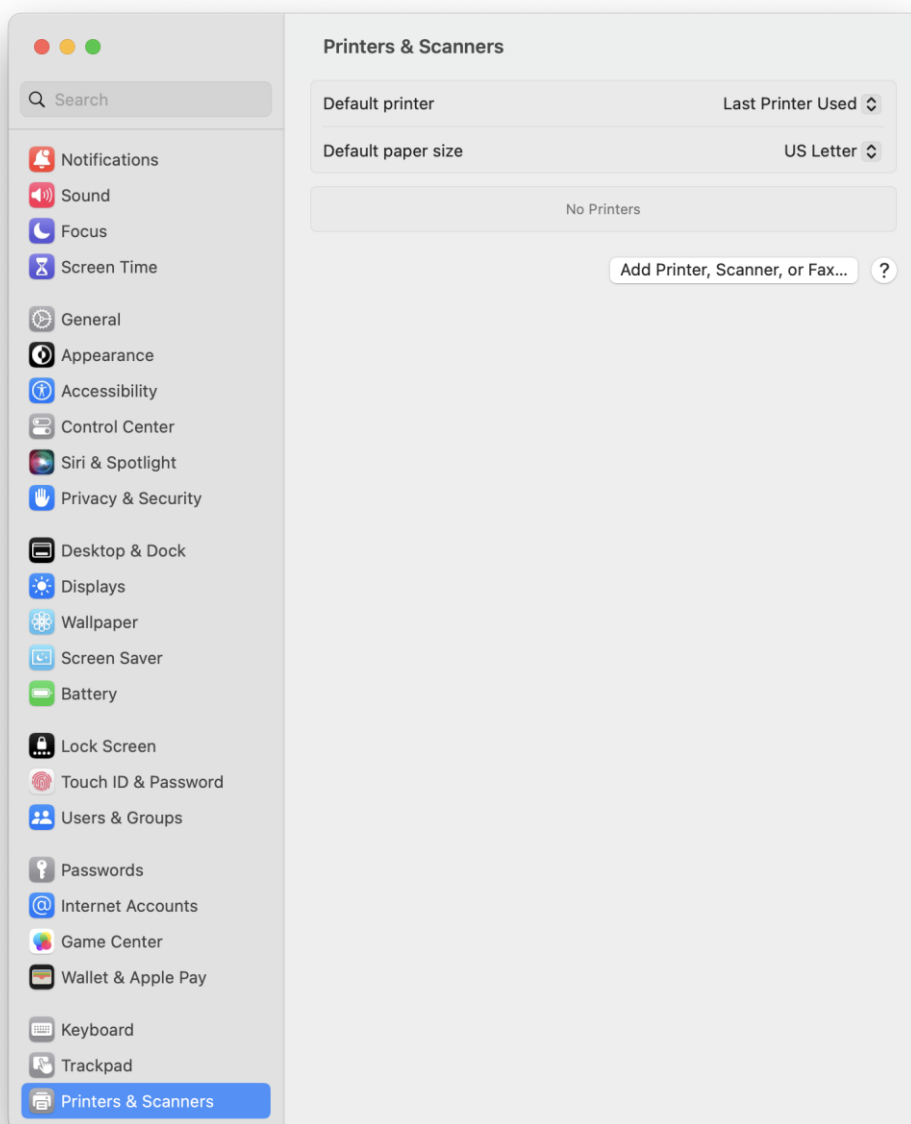 Printers & Scanners
Search
Default printer Last Printer Used
Default paper size US Letter
No Printers
Add Printer, Scanner, or Fax... ?
Notifications
Sound
Focus
Screen Time
General
Appearance
Accessibility
Control Center
Siri & Spotlight
Privacy & Security
Desktop & Dock
Displays
Wallpaper
Screen Saver
Battery
Lock Screen
Touch ID & Password
Users & Groups
Passwords
Internet Accounts
Game Center
Wallet & Apple Pay
Keyboard
Trackpad
Printers & Scanners